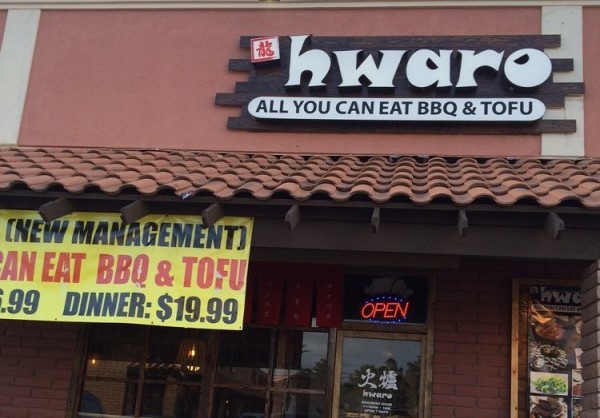 龍 hwaro
ALL YOU CAN EAT BBQ & TOFU
(NEW MANAGEMENT)
CAN EAT BBQ & TOFU
.99 DINNER: $19.99
OPEN
火爐
hwaro
hwa